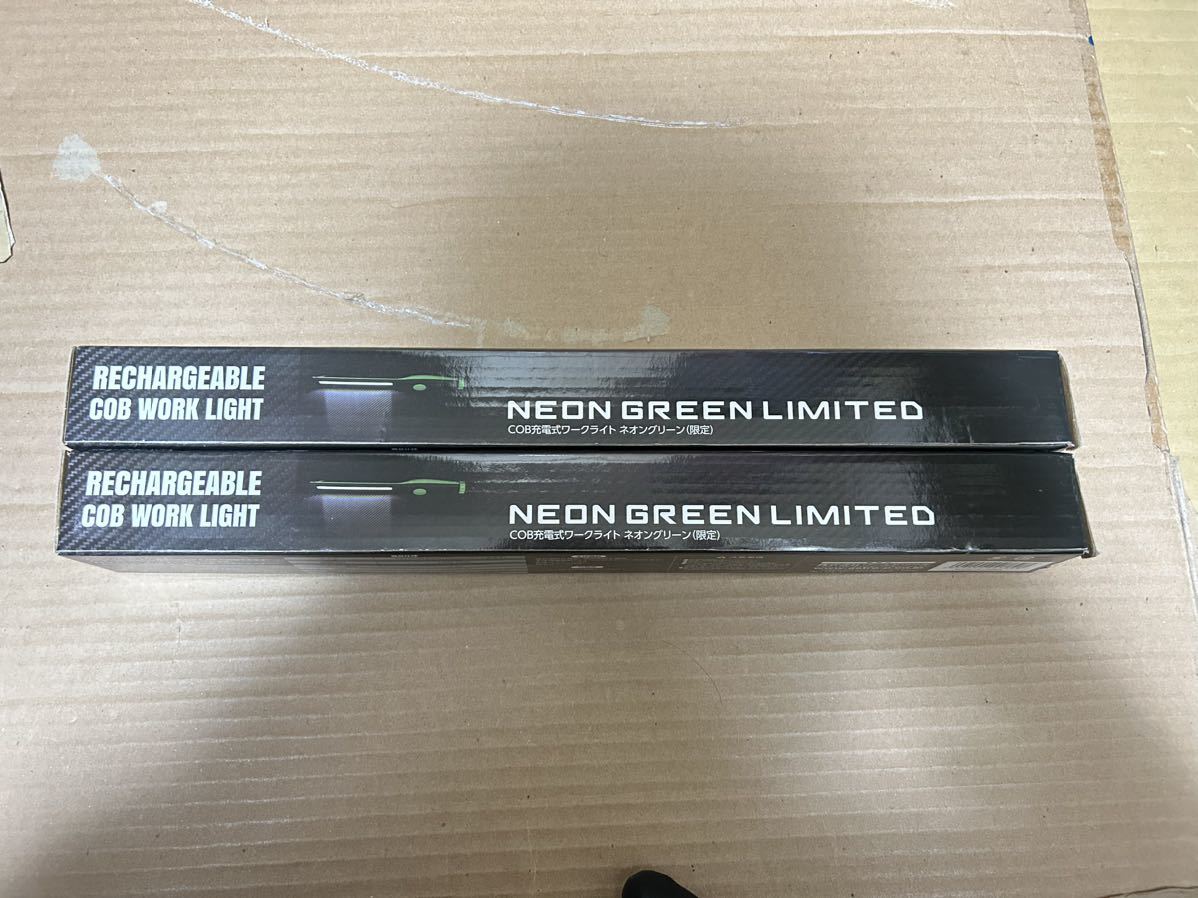 RECHARGEABLE
COB WORK LIGHT
NEON GREEN LIMITED
COB充電式ワークライト ネオングリーン(限定)
RECHARGEABLE
COB WORK LIGHT
NEON GREEN LIMITED
COB充電式ワークライト ネオングリーン(限定)